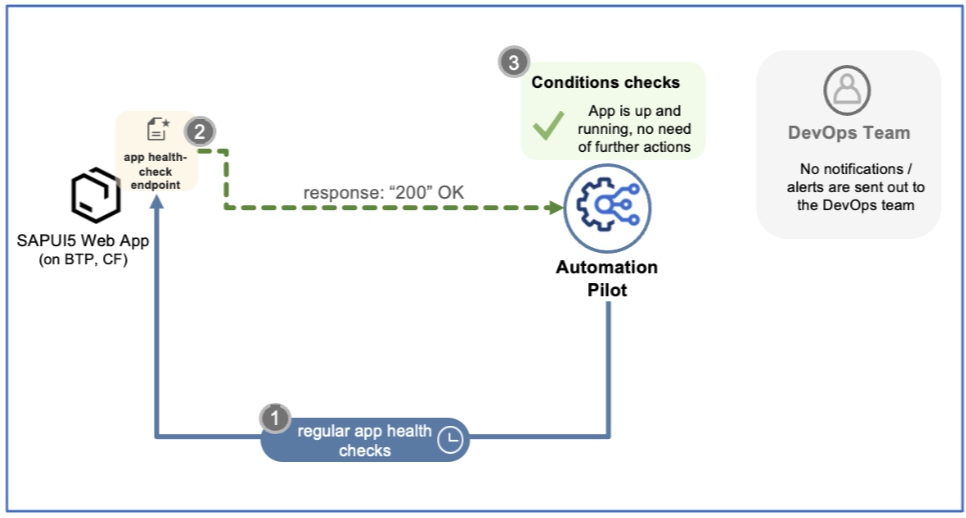 3
Conditions checks
App is up and
running, no need
of further actions
DevOps Team
No notifications /
alerts are sent out to
the DevOps team
2
app health-
check
endpoint
response: “200” OK
SAPUI5 Web App
(on BTP, CF)
Automation
Pilot
1
regular app health
checks